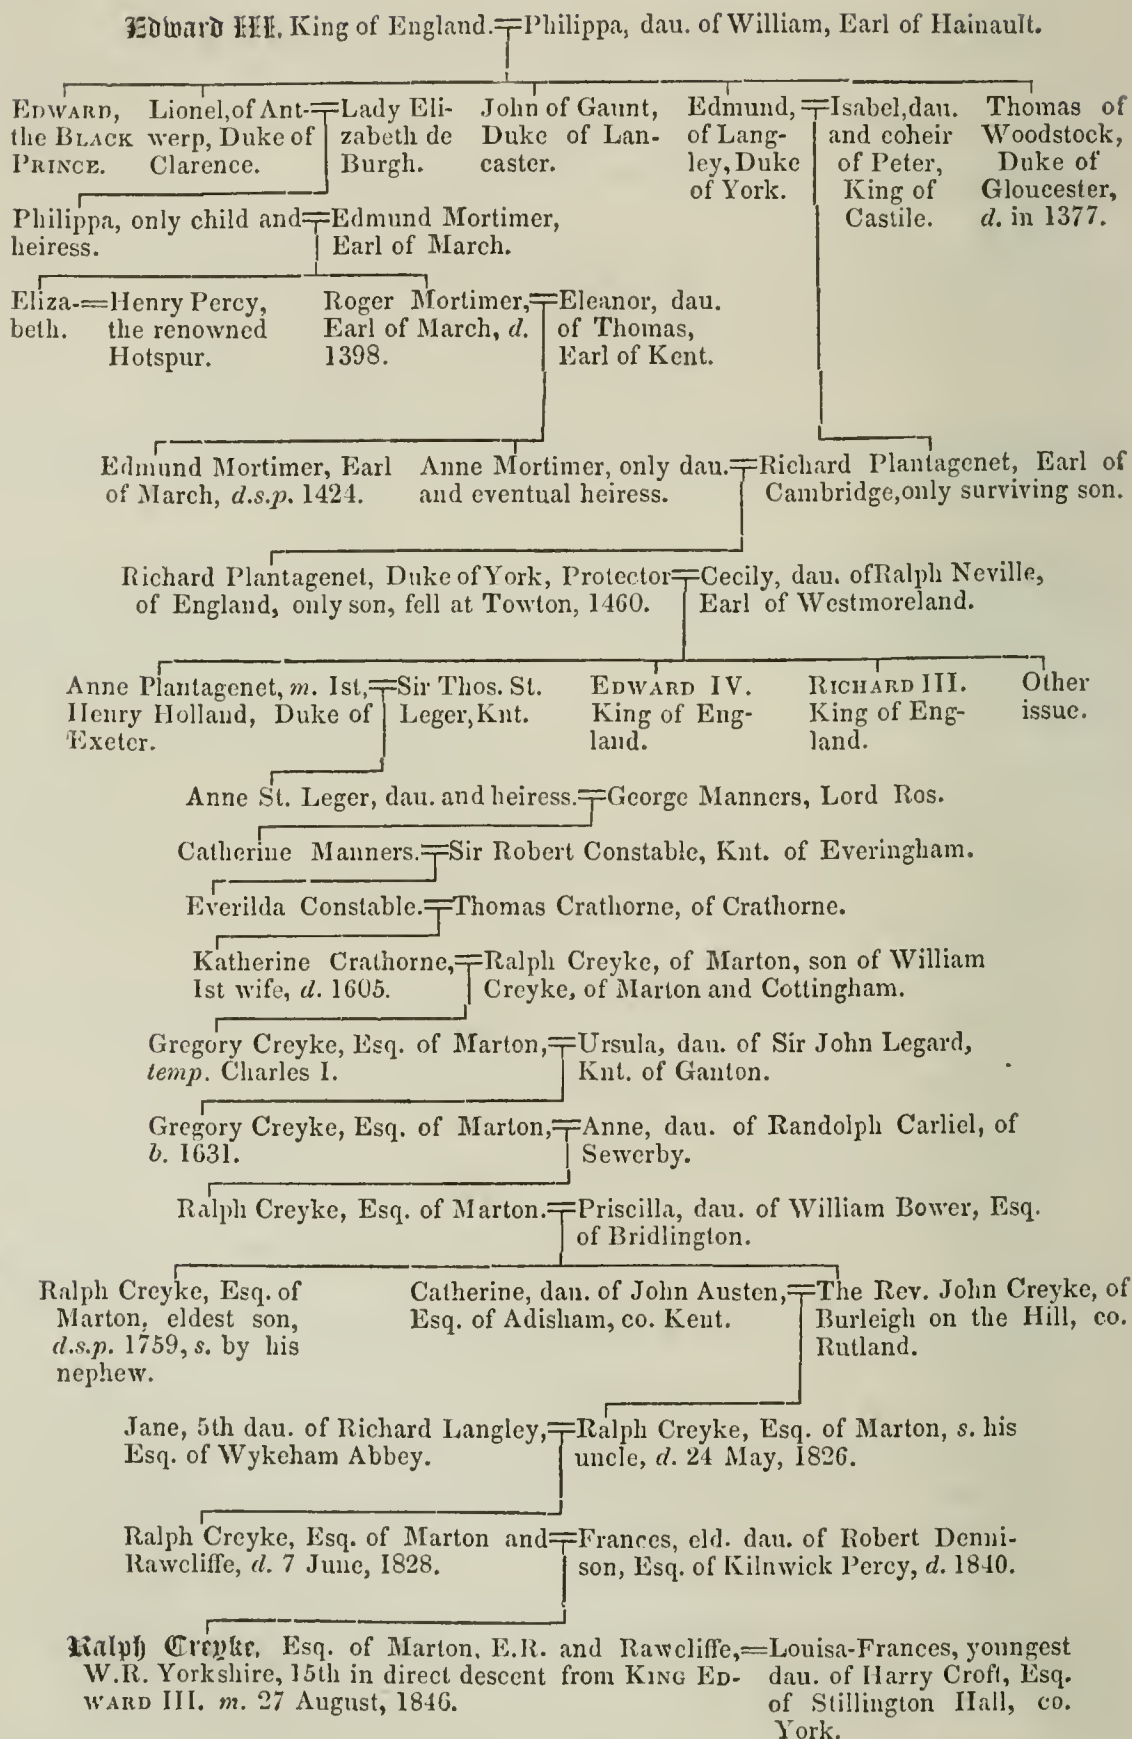 Edward III. King of England.=Philippa, dau. of William, Earl of Hainault.
EDWARD,
the BLACK
PRINCE.
Lionel, of Ant-=Lady Eli-
werp, Duke of zabeth de
Clarence. Burgh.
John of Gaunt,
Duke of Lan-
caster.
Edmund,=Isabel, dau.
of Lang- and coheir
ley, Duke of Peter,
of York. King of
Castile.
Thomas of
Woodstock,
Duke of
Gloucester,
d. in 1377.
Philippa, only child and=Edmund Mortimer,
heiress. Earl of March.
Eliza-=Henry Percy,
beth. the renowned
Hotspur.
Roger Mortimer,=Eleanor, dau.
Earl of March, d. of Thomas,
1398. Earl of Kent.
Edmund Mortimer, Earl
of March, d.s.p. 1424.
Anne Mortimer, only dau.=Richard Plantagenet, Earl of
and eventual heiress. Cambridge, only surviving son.
Richard Plantagenet, Duke of York, Protector=Cecily, dau. of Ralph Neville,
of England, only son, fell at Towton, 1460. Earl of Westmoreland.
Anne Plantagenet, m. 1st,=Sir Thos. St.
Henry Holland, Duke of Leger, Knt.
Exeter.
EDWARD IV.
King of Eng-
land.
RICHARD III.
King of Eng-
land.
Other
issue.
Anne St. Leger, dau. and heiress.=George Manners, Lord Ros.
Catherine Manners.=Sir Robert Constable, Knt. of Everingham.
Everilda Constable.=Thomas Crathorne, of Crathorne.
Katherine Crathorne,=Ralph Creyke, of Marton, son of William
1st wife, d. 1605. Creyke, of Marton and Cottingham.
Gregory Creyke, Esq. of Marton,=Ursula, dau. of Sir John Legard,
temp. Charles I. Knt. of Ganton.
Gregory Creyke, Esq. of Marton,=Anne, dau. of Randolph Carliel, of
b. 1631. Sewerby.
Ralph Creyke, Esq. of Marton.=Priscilla, dau. of William Bower, Esq.
of Bridlington.
Ralph Creyke, Esq. of
Marton, eldest son,
d.s.p. 1759, s. by his
nephew.
Catherine, dau. of John Austen,=The Rev. John Creyke, of
Esq. of Adisham, co. Kent. Burleigh on the Hill, co.
Rutland.
Jane, 5th dau. of Richard Langley,=Ralph Creyke, Esq. of Marton, s. his
Esq. of Wykeham Abbey. uncle, d. 24 May, 1826.
Ralph Creyke, Esq. of Marton and=Frances, eld. dau. of Robert Denni-
Rawcliffe, d. 7 June, 1828. son, Esq. of Kilnwick Percy, d. 1840.
Ralph Creyke, Esq. of Marton, E.R. and Rawcliffe,=Louisa-Frances, youngest
W.R. Yorkshire, 15th in direct descent from KING ED- dau. of Harry Croft, Esq.
WARD III. m. 27 August, 1846. of Stillington Hall, co.
York.